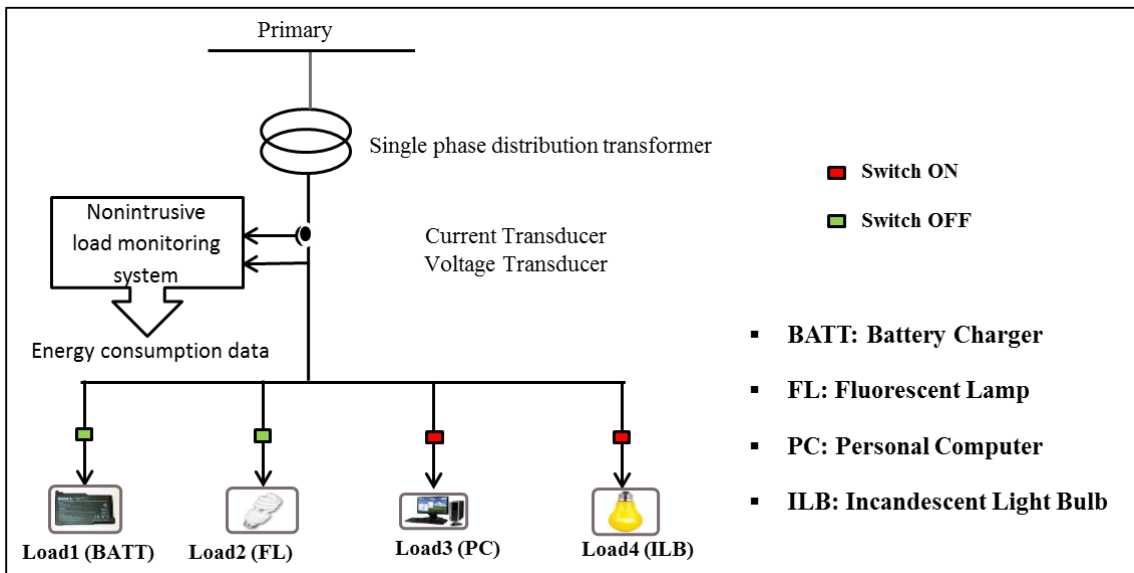 Primary
Single phase distribution transformer
Switch ON
Switch OFF
Nonintrusive
load monitoring
system
Current Transducer
Voltage Transducer
Energy consumption data
▪ BATT: Battery Charger
▪ FL: Fluorescent Lamp
▪ PC: Personal Computer
▪ ILB: Incandescent Light Bulb
Load1 (BATT)
Load2 (FL)
Load3 (PC)
Load4 (ILB)